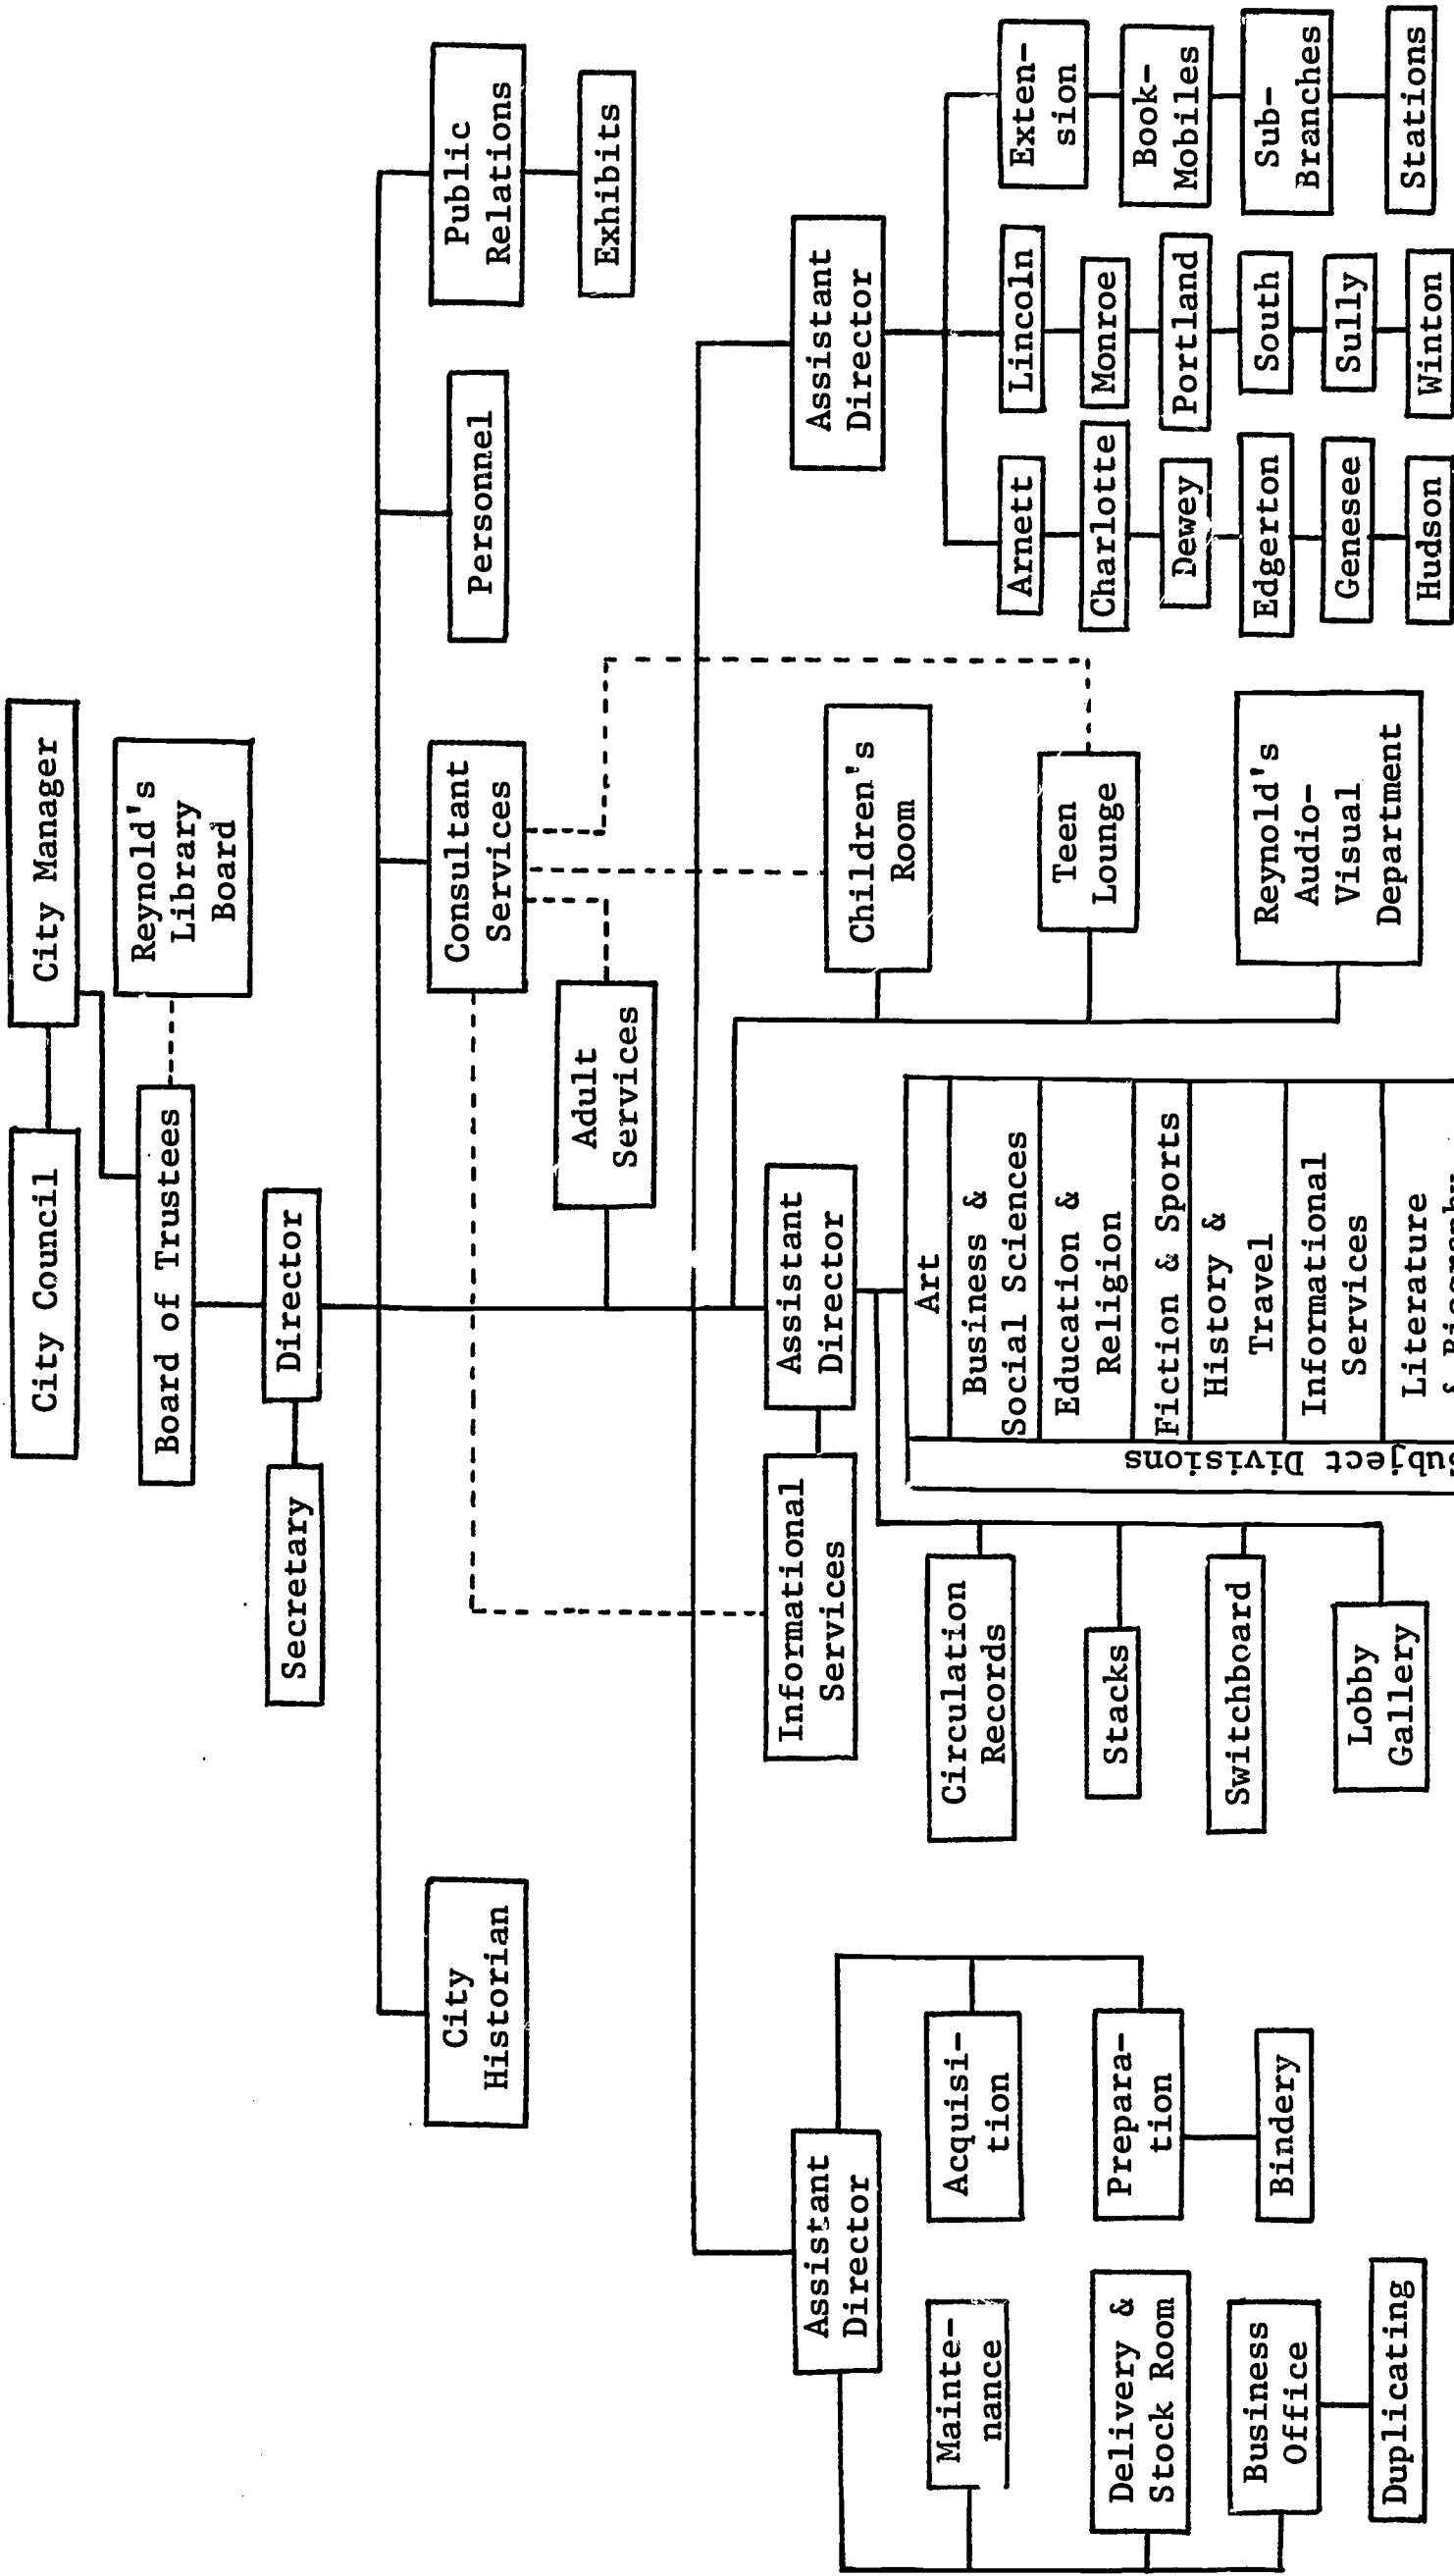 City Council
City Manager
Board of Trustees
Reynold's
Library
Board
Secretary
Director
City
Historian
Consultant
Services
Personnel
Public
Relations
Exhibits
Adult
Services
Assistant
Director
Mainte-
nance
Delivery &
Stock Room
Business
Office
Duplicating
Acquisi-
tion
Prepara-
tion
Bindery
Informational
Services
Assistant
Director
Circulation
Records
Stacks
Switchboard
Lobby
Gallery
Subject Divisions
Art
Business &
Social Sciences
Education &
Religion
Fiction & Sports
History &
Travel
Informational
Services
Literature
& Biography
Children's
Room
Teen
Lounge
Reynold's
Audio-
Visual
Department
Assistant
Director
Arnett
Charlotte
Dewey
Edgerton
Genesee
Hudson
Lincoln
Monroe
Portland
South
Sully
Winton
Exten-
sion
Book-
Mobiles
Sub-
Branches
Stations